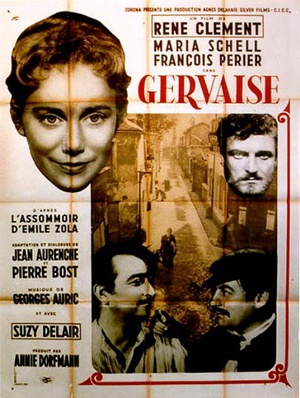 CORONA PRÉSENTE UNE PRODUCTION AGNES DELAHAIE SILVER FILMS - C.I.C.C.
UN FILM DE
RENE CLEMENT
MARIA SCHELL
FRANÇOIS PERIER
DANS
GERVAISE
D'APRÈS
L'ASSOMMOIR
D'EMILE ZOLA
ADAPTATION ET DIALOGUES DE
JEAN AURENCHE
ET
PIERRE BOST
MUSIQUE DE
GEORGES AURIC
ET AVEC
SUZY DELAIR
PRODUIT PAR
ANNIE DORFMANN